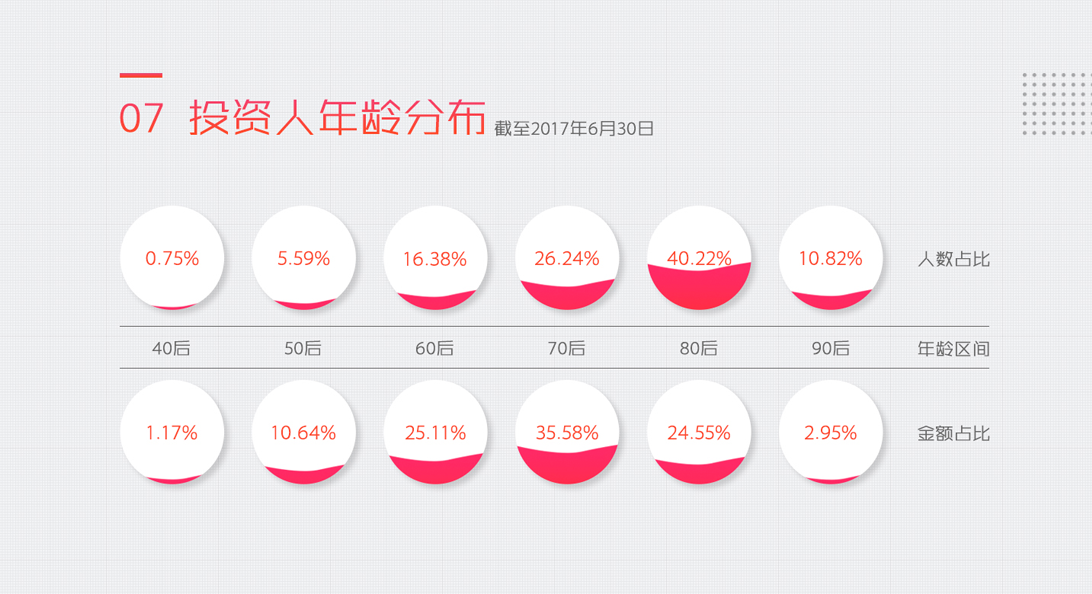 07 投资人年龄分布 截至2017年6月30日
0.75% 5.59% 16.38% 26.24% 40.22% 10.82% 人数占比
40后 50后 60后 70后 80后 90后 年龄区间
1.17% 10.64% 25.11% 35.58% 24.55% 2.95% 金额占比